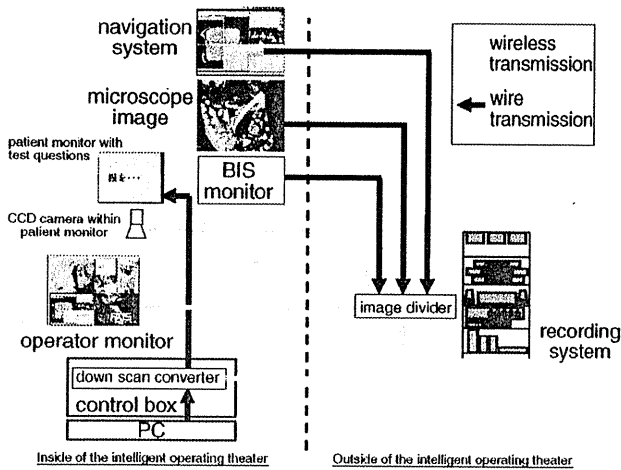 navigation
system
microscope
image
patient monitor with
test questions
BIS
monitor
CCD camera within
patient monitor
operator monitor
down scan converter
control box
PC
Inside of the intelligent operating theater
wireless
transmission
wire
transmission
image divider
recording
system
Outside of the intelligent operating theater